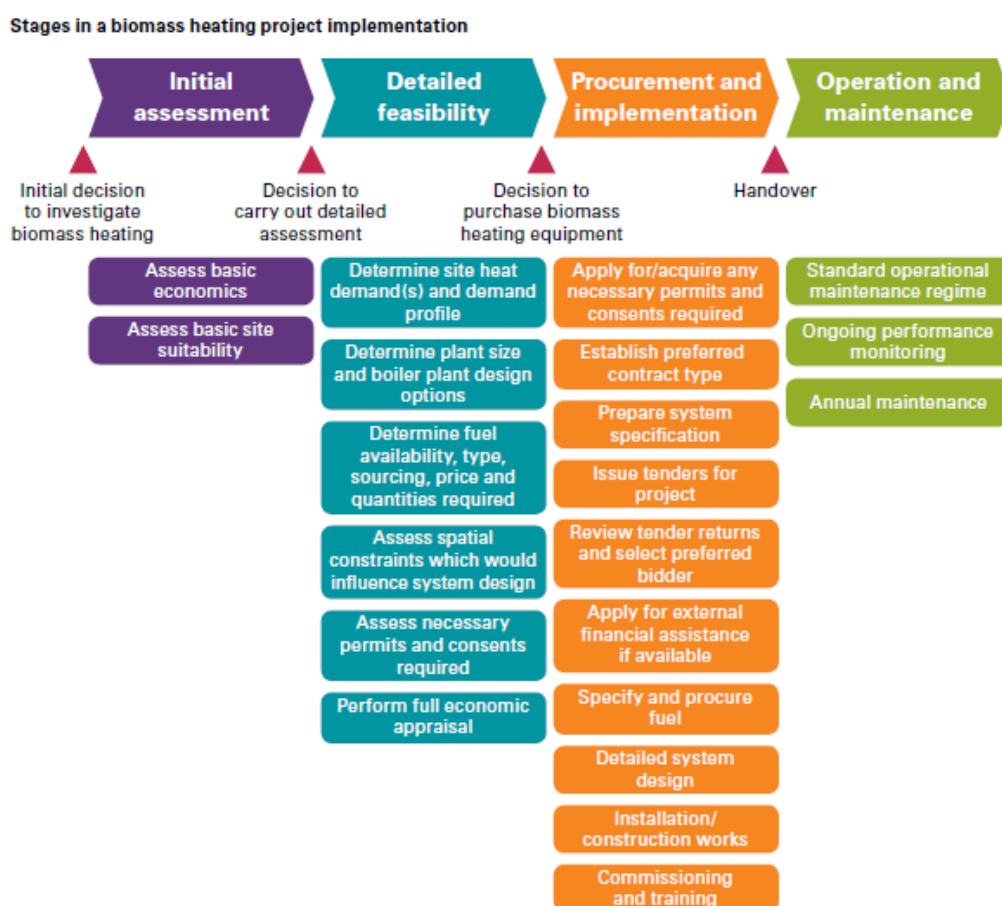 Stages in a biomass heating project implementation
Initial
assessment
Detailed
feasibility
Procurement and
implementation
Operation and
maintenance
Initial decision
to investigate
biomass heating
Decision to
carry out detailed
assessment
Decision to
purchase biomass
heating equipment
Handover
Assess basic
economics
Assess basic site
suitability
Determine site heat
demand(s) and demand
profile
Determine plant size
and boiler plant design
options
Determine fuel
availability, type,
sourcing, price and
quantities required
Assess spatial
constraints which would
influence system design
Assess necessary
permits and consents
required
Perform full economic
appraisal
Apply for/acquire any
necessary permits and
consents required
Establish preferred
contract type
Prepare system
specification
Issue tenders for
project
Review tender returns
and select preferred
bidder
Apply for external
financial assistance
if available
Specify and procure
fuel
Detailed system
design
Installation/
construction works
Commissioning
and training
Standard operational
maintenance regime
Ongoing performance
monitoring
Annual maintenance